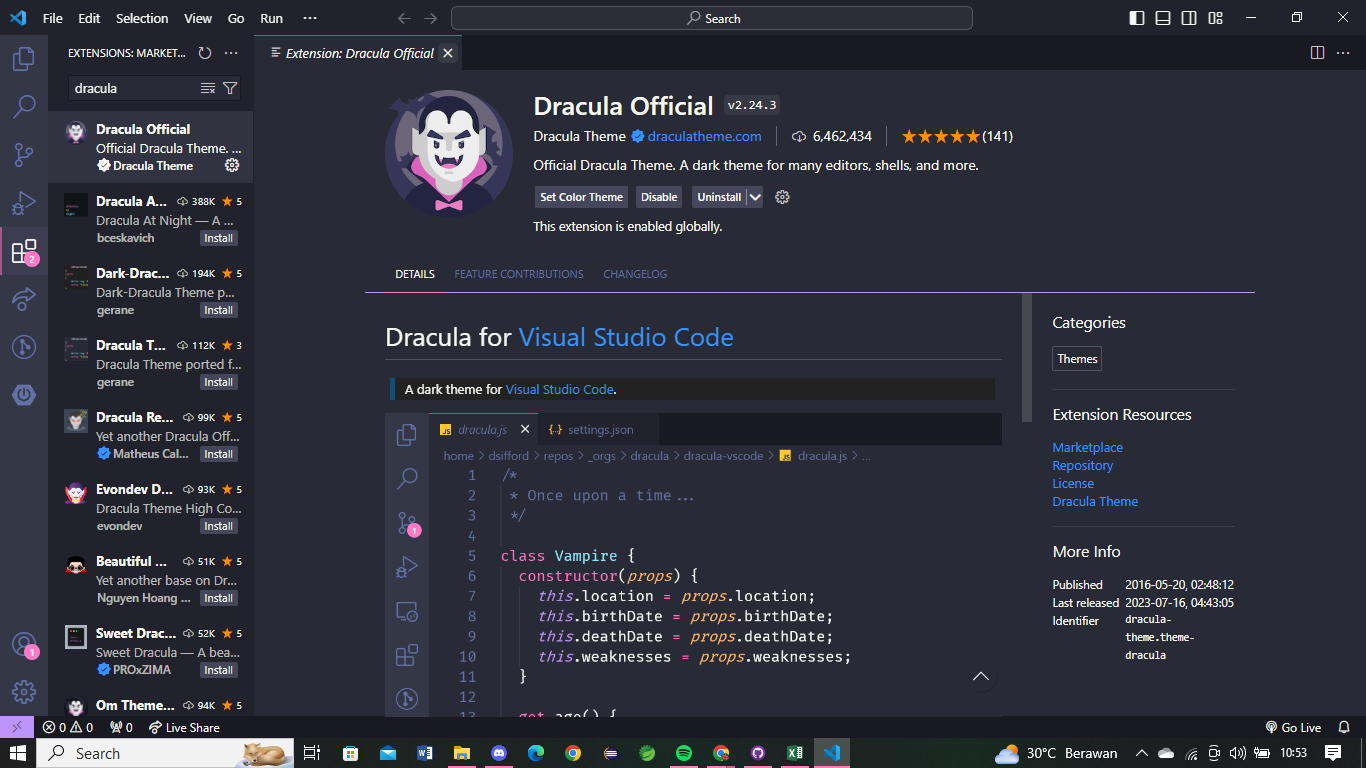 File Edit Selection View Go Run ···
Search
EXTENSIONS: MARKET...
dracula
Dracula Official
Official Dracula Theme. ...
Dracula Theme
Dracula A... 388K ★ 5
Dracula At Night — A ...
bceskavich Install
Dark-Drac... 194K ★ 5
Dark-Dracula Theme p...
gerane Install
Dracula T... 112K ★ 3
Dracula Theme ported f...
gerane Install
Dracula Re... 99K ★ 5
Yet another Dracula Off...
Matheus Cal... Install
Evondev D... 93K ★ 5
Dracula Theme High Co...
evondev Install
Beautiful ... 51K ★ 5
Yet another base on Dr...
Nguyen Hoang ... Install
Sweet Drac... 52K ★ 5
Sweet Dracula — A bea...
PROxZIMA Install
Om Theme... 94K ★ 5
2
1
Extension: Dracula Official
Dracula Official v2.24.3
Dracula Theme draculatheme.com 6,462,434 ★★★★★(141)
Official Dracula Theme. A dark theme for many editors, shells, and more.
Set Color Theme Disable Uninstall
This extension is enabled globally.
DETAILS FEATURE CONTRIBUTIONS CHANGELOG
Dracula for Visual Studio Code
A dark theme for Visual Studio Code.
JS dracula.js {..} settings.json
home > dsifford > repos > _orgs > dracula > dracula-vscode > JS dracula.js > ...
1
1 /*
2 * Once upon a time...
3 */
4
5 class Vampire {
6 constructor(props) {
7 this.location = props.location;
8 this.birthDate = props.birthDate;
9 this.deathDate = props.deathDate;
10 this.weaknesses = props.weaknesses;
11 }
12
13 get age() {
Categories
Themes
Extension Resources
Marketplace
Repository
License
Dracula Theme
More Info
Published 2016-05-20, 02:48:12
Last released 2023-07-16, 04:43:05
Identifier dracula-
theme.theme-
dracula
0 0 0 Live Share Go Live
Search 30°C Berawan 10:53